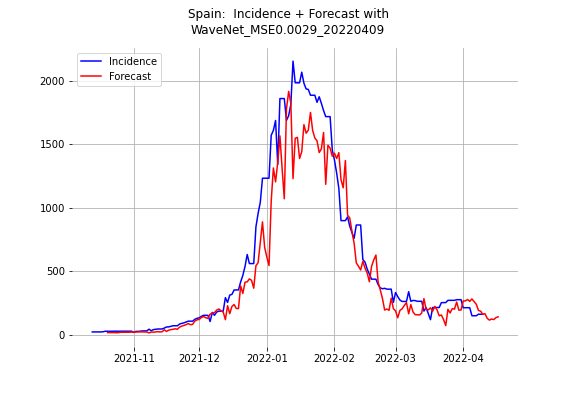 Spain:  Incidence + Forecast with
WaveNet_MSE0.0029_20220409
Incidence
Forecast
2000
1500
1000
500
0
2021-11
2021-12
2022-01
2022-02
2022-03
2022-04